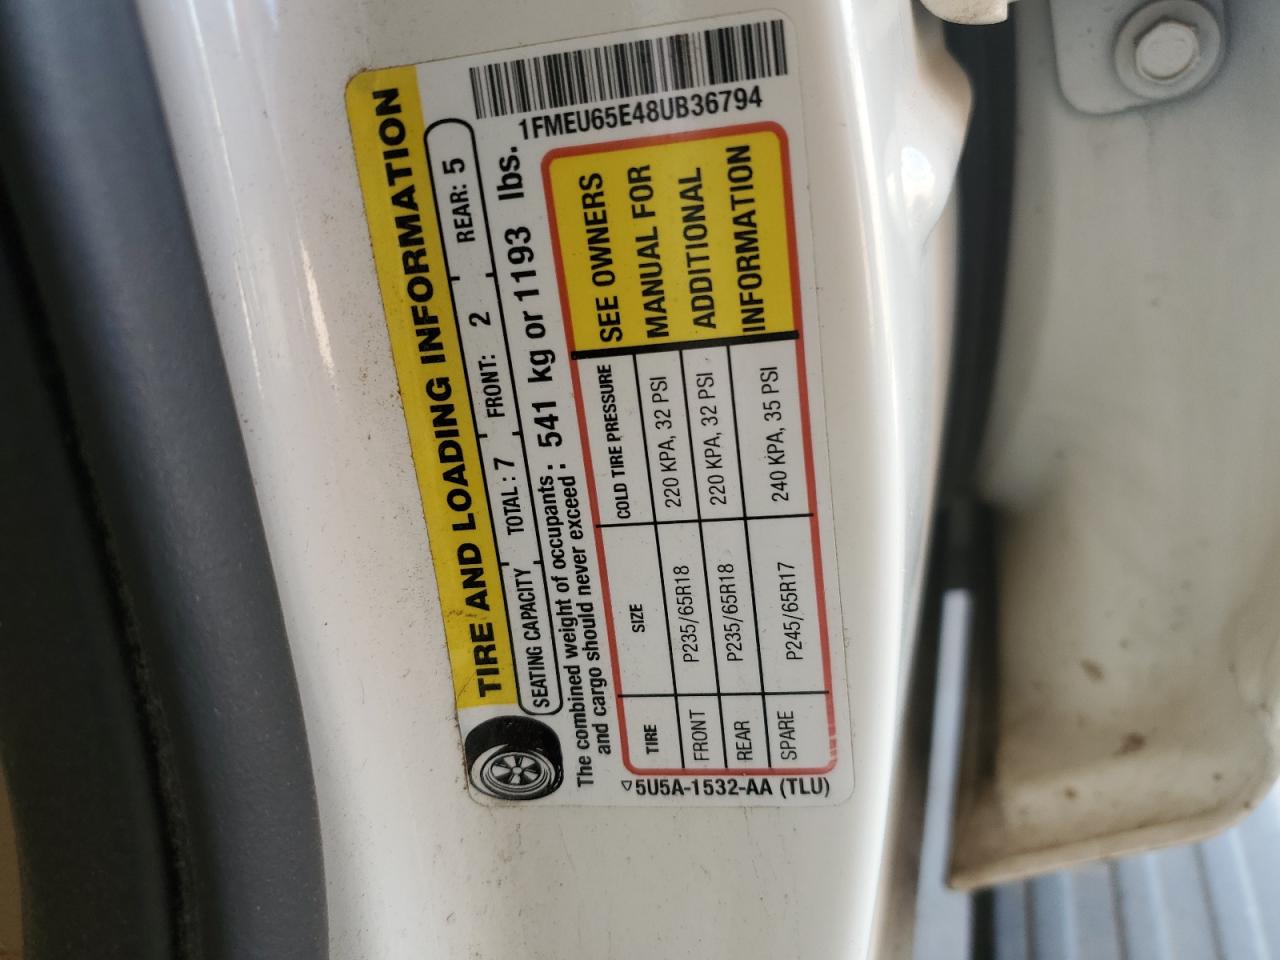 TIRE AND LOADING INFORMATION
SEATING CAPACITY TOTAL: 7 FRONT: 2 REAR: 5
The combined weight of occupants : 541 kg or 1193 lbs.
and cargo should never exceed :
1FMEU65E48UB36794
TIRE SIZE COLD TIRE PRESSURE
FRONT P235/65R18 220 KPA, 32 PSI
REAR P235/65R18 220 KPA, 32 PSI
SPARE P245/65R17 240 KPA, 35 PSI
SEE OWNERS
MANUAL FOR
ADDITIONAL
INFORMATION
5U5A-1532-AA (TLU)